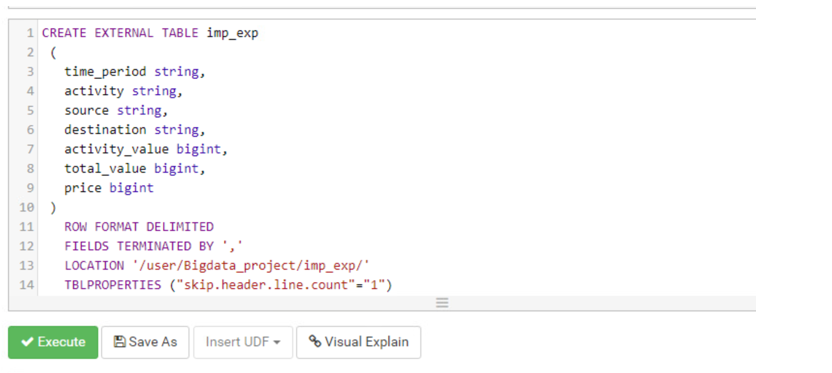 1 CREATE EXTERNAL TABLE imp_exp
2 (
3 time_period string,
4 activity string,
5 source string,
6 destination string,
7 activity_value bigint,
8 total_value bigint,
9 price bigint
10 )
11 ROW FORMAT DELIMITED
12 FIELDS TERMINATED BY ','
13 LOCATION '/user/Bigdata_project/imp_exp/'
14 TBLPROPERTIES ("skip.header.line.count"="1")
Execute Save As Insert UDF Visual Explain